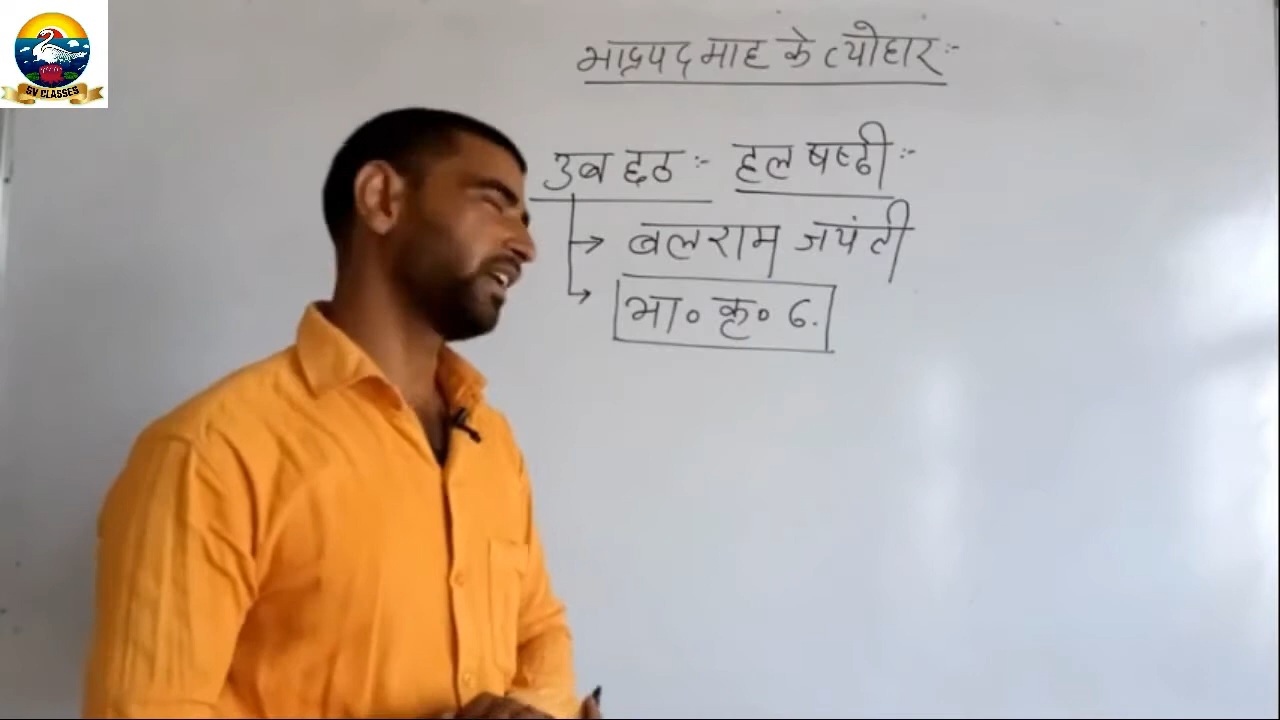 SV CLASSES
भाद्रपद माह के त्योहार :-
उब छठ :- हल षष्ठी :-
→ बलराम जयंती
→ भा० कृ० 6.